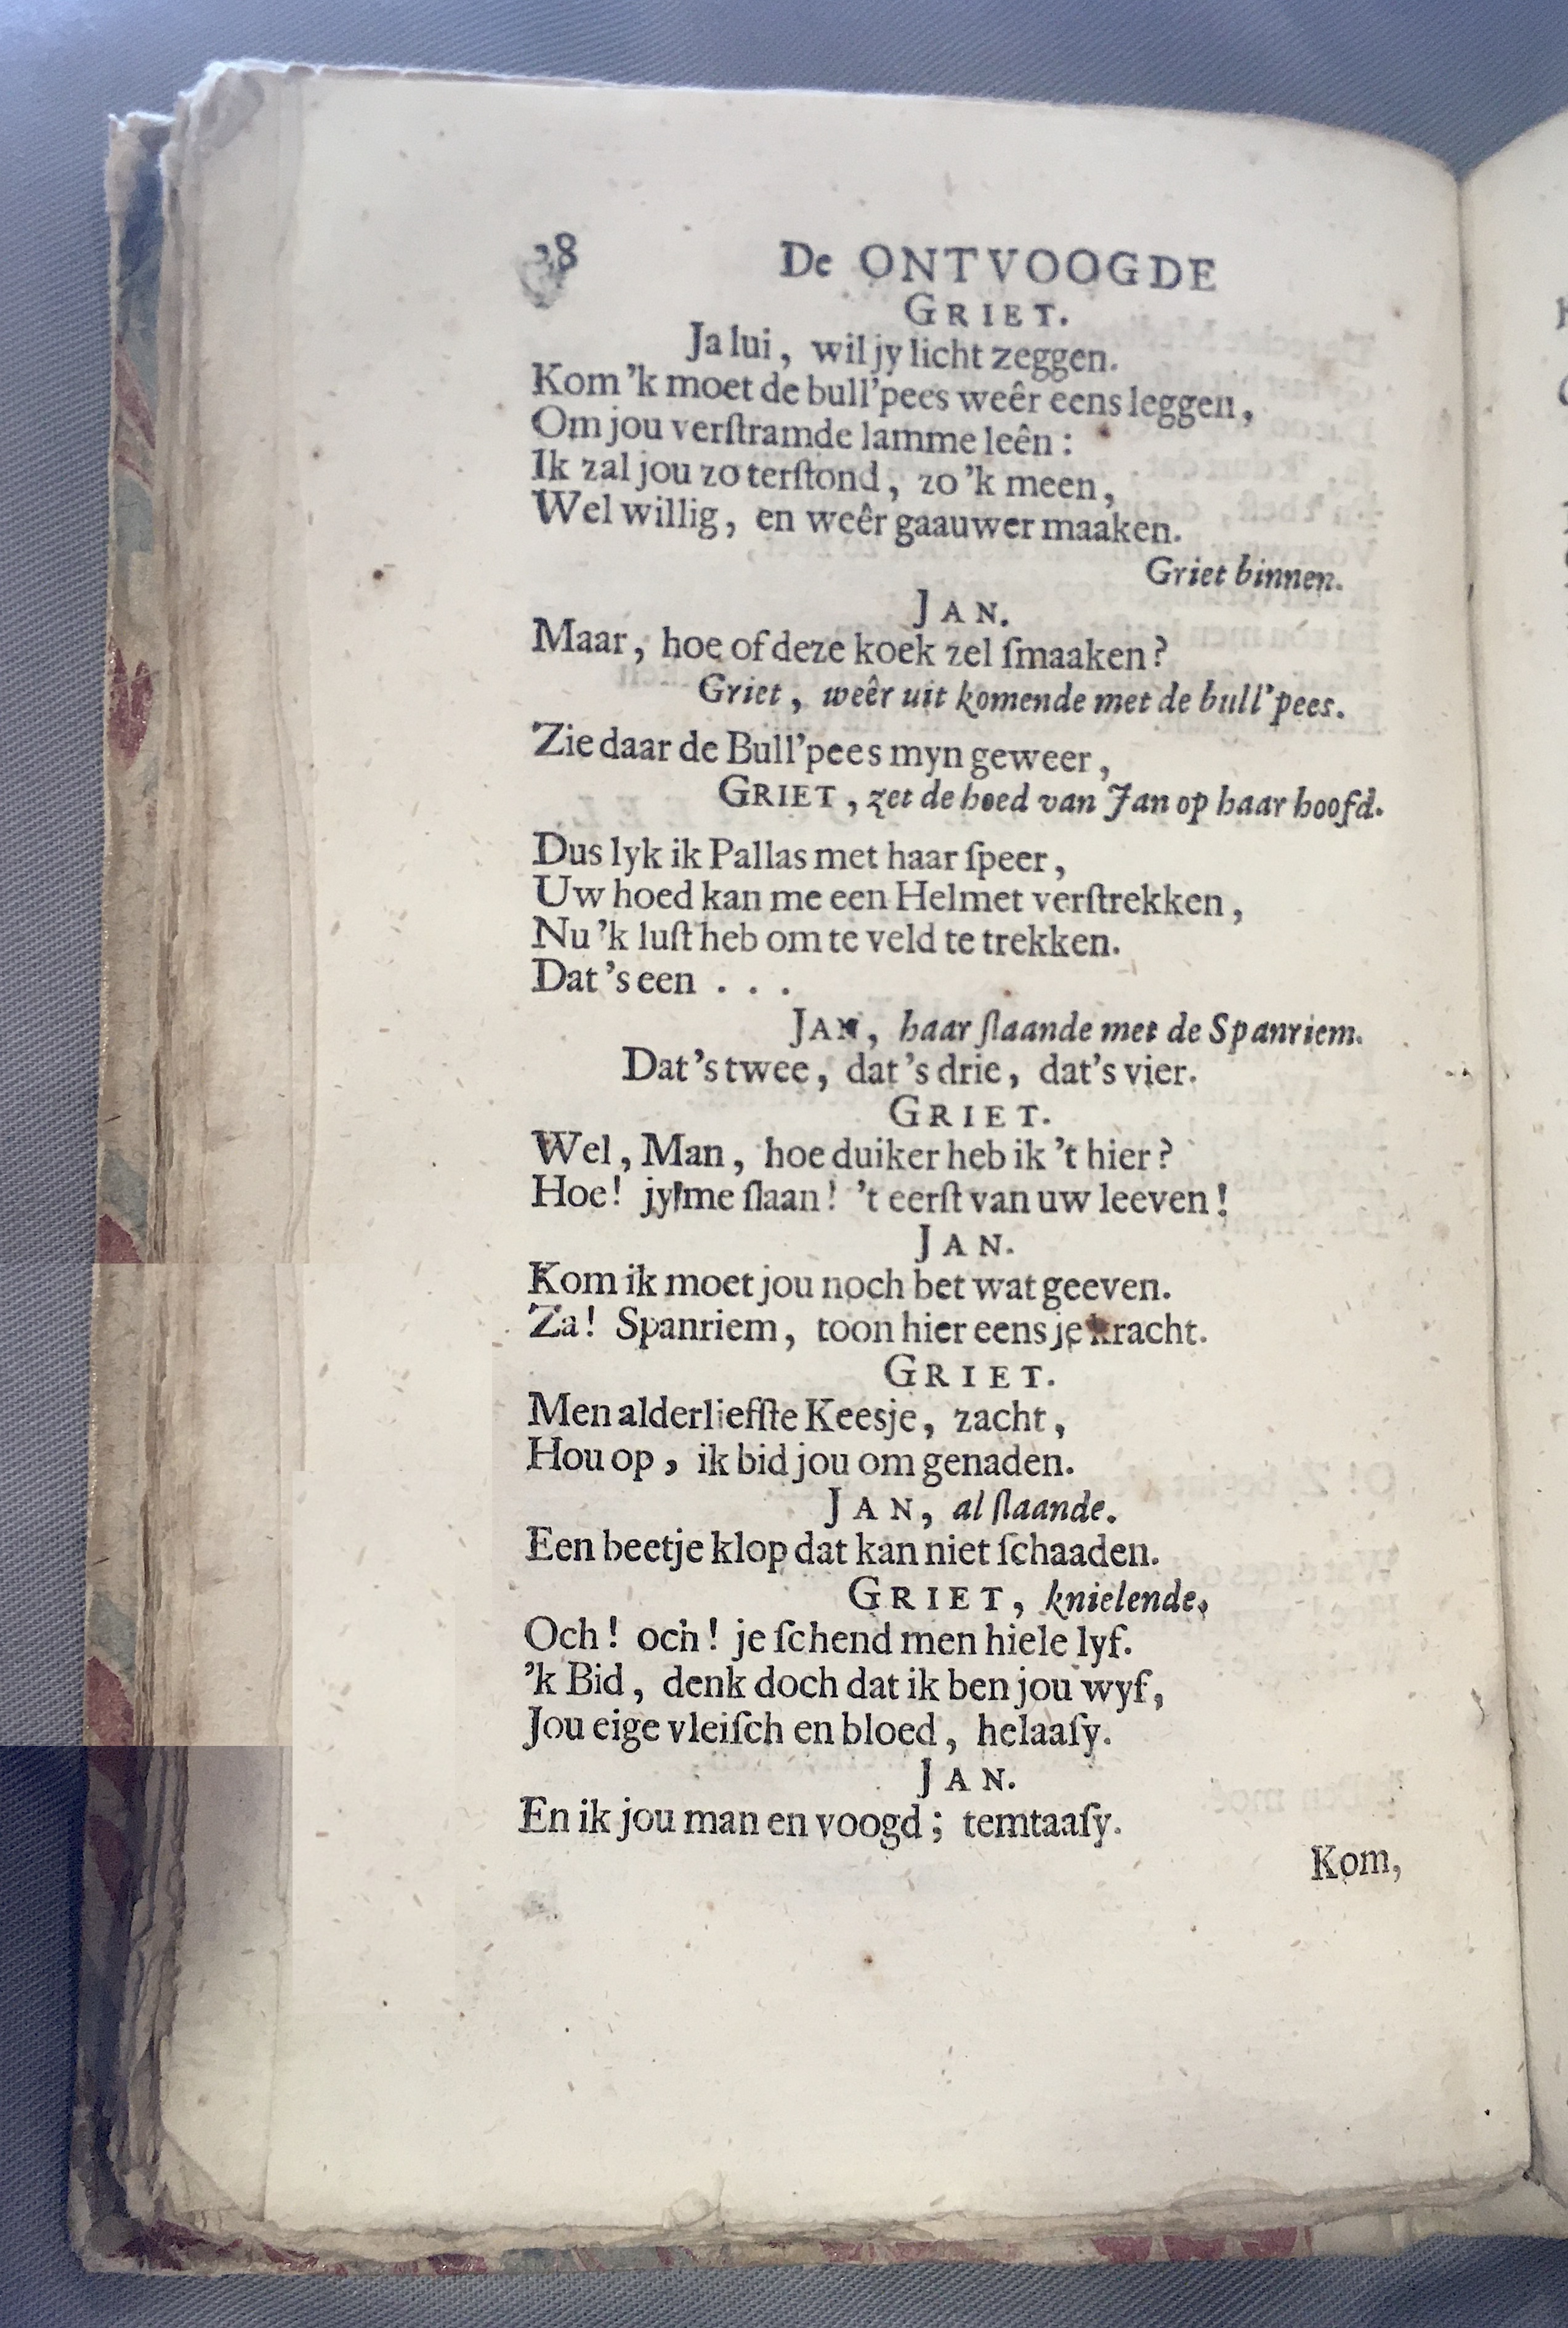 28 De ONTVOOGDE
GRIET.
Ja lui, wil jy licht zeggen.
Kom 'k moet de bull'pees weêr eens leggen,
Om jou verſtramde lamme leên:
Ik zal jou zo terſtond, zo 'k meen,
Wel willig, en weêr gaauwer maaken.
Griet binnen.
JAN.
Maar, hoe of deze koek zel ſmaaken?
Griet, weêr uit komende met de bull'pees.
Zie daar de Bull'pees myn geweer,
GRIET, zet de hoed van Jan op haar hoofd.
Dus lyk ik Pallas met haar ſpeer,
Uw hoed kan me een Helmet verſtrekken,
Nu 'k luſt heb om te veld te trekken.
Dat 's een . . .
JAN, haar ſlaande met de Spanriem.
Dat 's twee, dat 's drie, dat's vier.
GRIET.
Wel, Man, hoe duiker heb ik 't hier?
Hoe! jy me ſlaan! 't eerſt van uw leeven!
JAN.
Kom ik moet jou noch bet wat geeven.
Za! Spanriem, toon hier eens je kracht.
GRIET.
Men alderliefſte Keesje, zacht,
Hou op, ik bid jou om genaden.
JAN, al ſlaande.
Een beetje klop dat kan niet ſchaaden.
GRIET, knielende,
Och! och! je ſchend men hiele lyf.
'k Bid, denk doch dat ik ben jou wyf,
Jou eige vleiſch en bloed, helaaſy.
JAN.
En ik jou man en voogd; temtaaſy.
Kom,